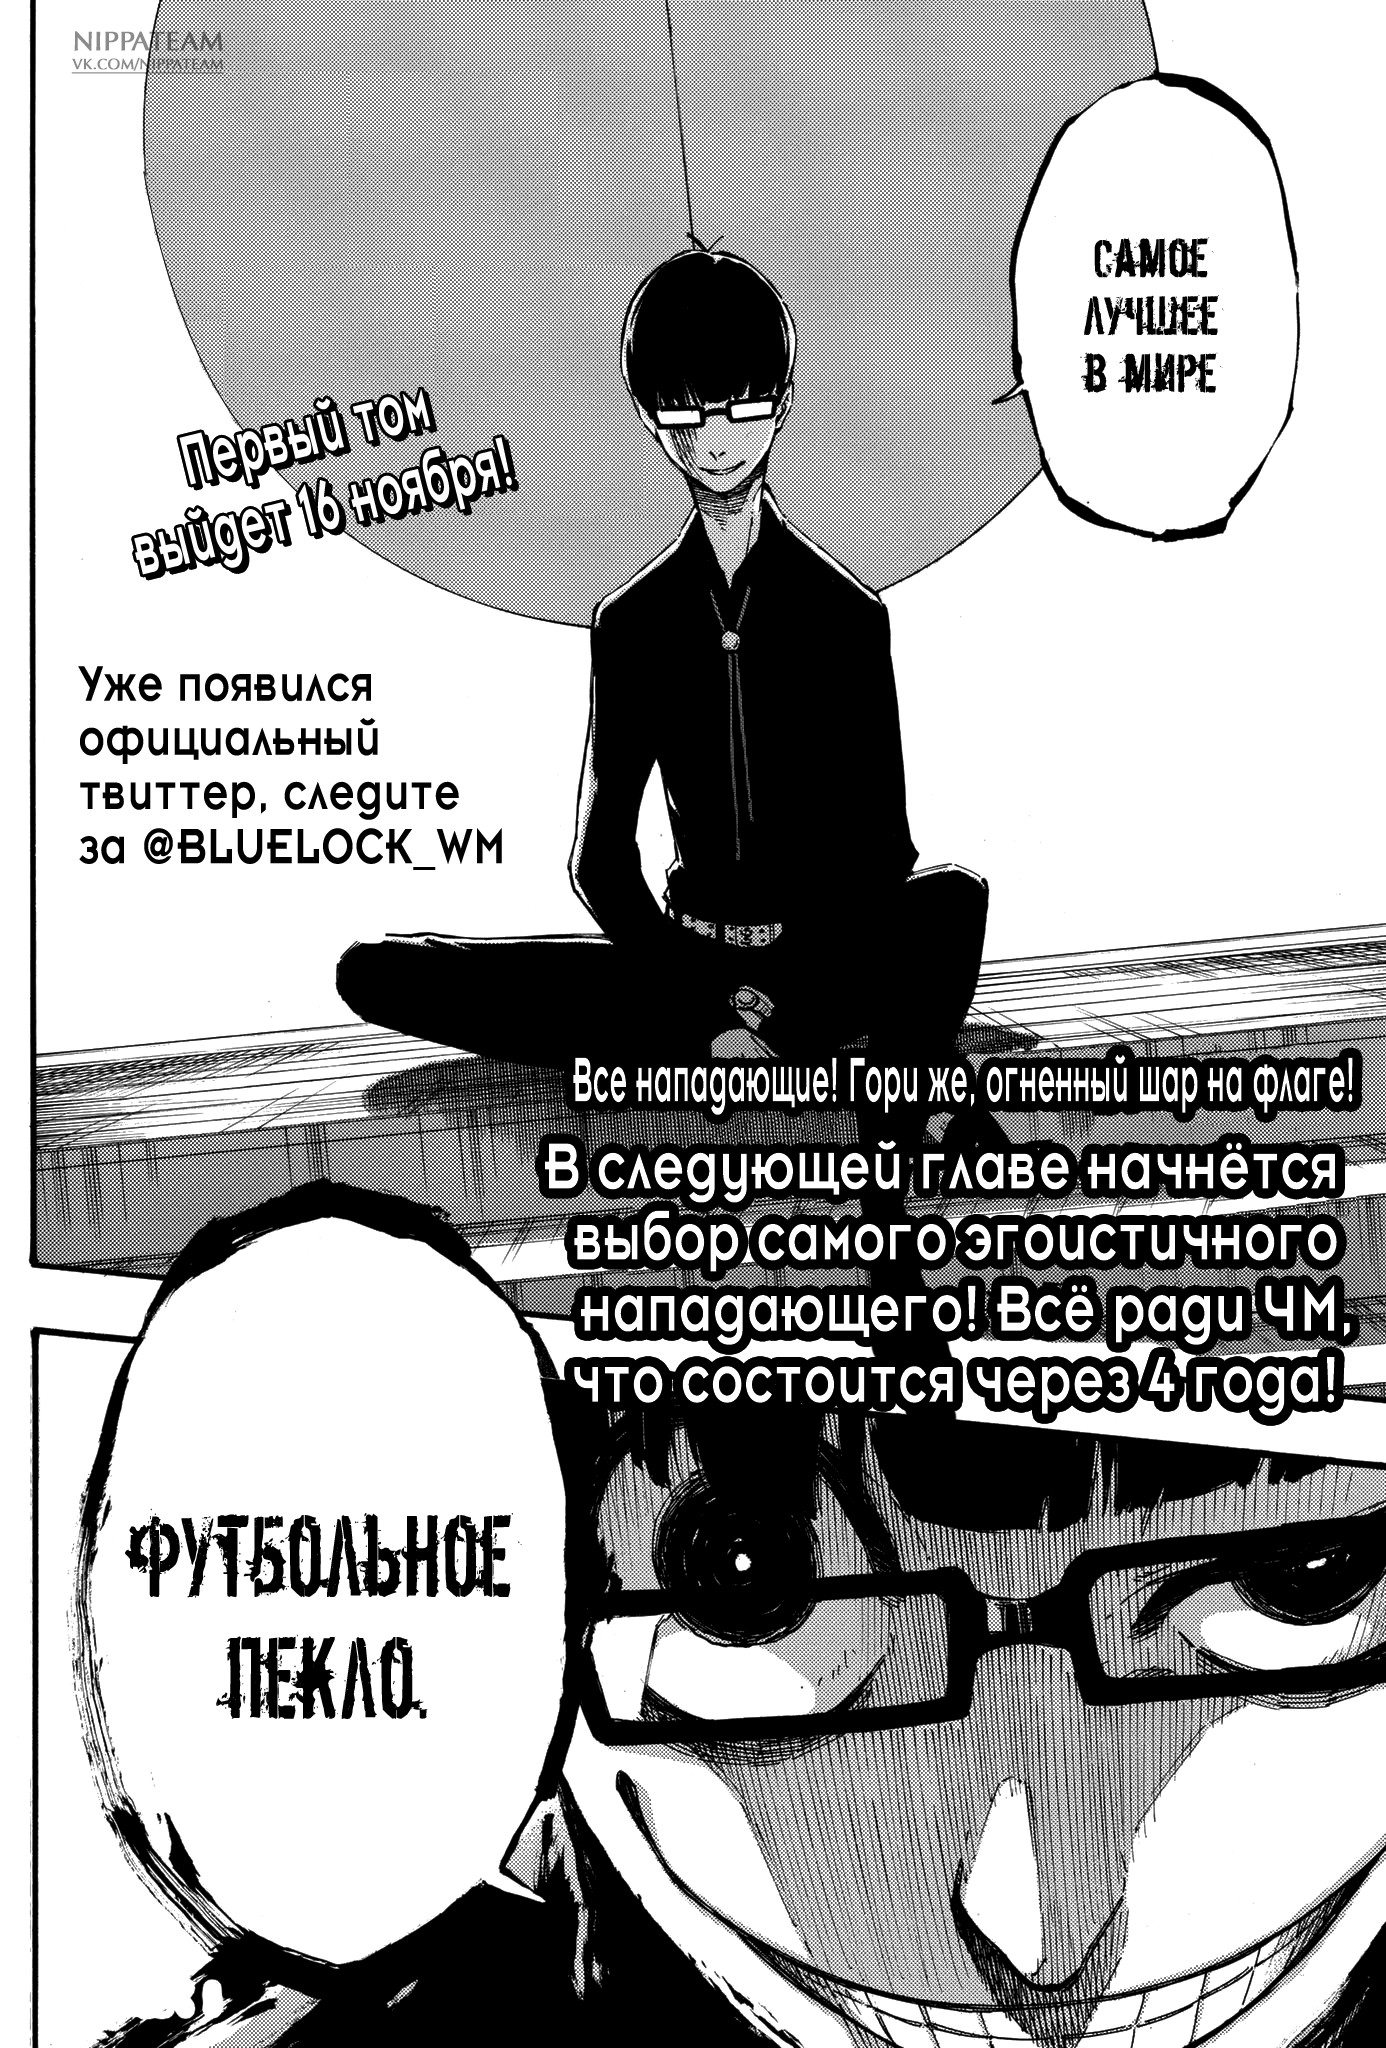 NIPPATEAM
VK.COM/NIPPATEAM
САМОЕ
ЛУЧШЕЕ
В МИРЕ
Первый том
выйдет 16 ноября!
Уже появился
официальный
твиттер, следите
за @BLUELOCK_WM
Все нападающие! Гори же, огненный шар на флаге!
В следующей главе начнётся
выбор самого эгоистичного
нападающего! Всё ради ЧМ,
что состоится через 4 года!
ФУТБОЛЬНОЕ
ПЕКЛО.